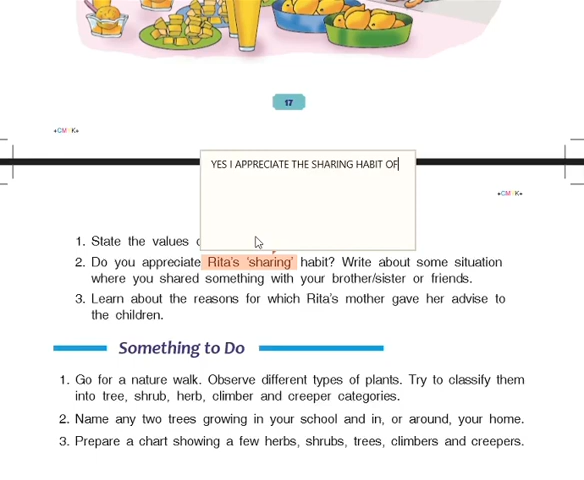 17
CMYK
CMYK
YES I APPRECIATE THE SHARING HABIT OF
1. State the values
2. Do you appreciate Rita's 'sharing' habit? Write about some situation
where you shared something with your brother/sister or friends.
3. Learn about the reasons for which Rita's mother gave her advise to
the children.
Something to Do
1. Go for a nature walk. Observe different types of plants. Try to classify them
into tree, shrub, herb, climber and creeper categories.
2. Name any two trees growing in your school and in, or around, your home.
3. Prepare a chart showing a few herbs, shrubs, trees, climbers and creepers.